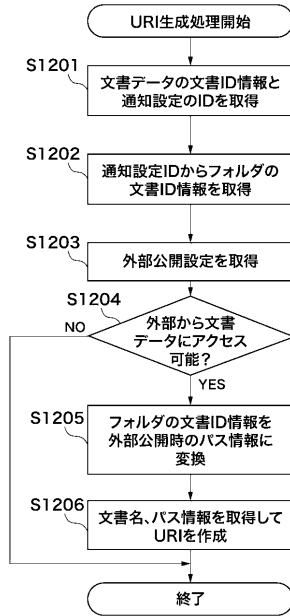 URI生成処理開始
S1201
文書データの文書ID情報と
通知設定のIDを取得
S1202
通知設定IDからフォルダの
文書ID情報を取得
S1203
外部公開設定を取得
S1204
外部から文書
データにアクセス
可能?
NO
YES
S1205
フォルダの文書ID情報を
外部公開時のパス情報に
変換
S1206
文書名、パス情報を取得して
URIを作成
終了